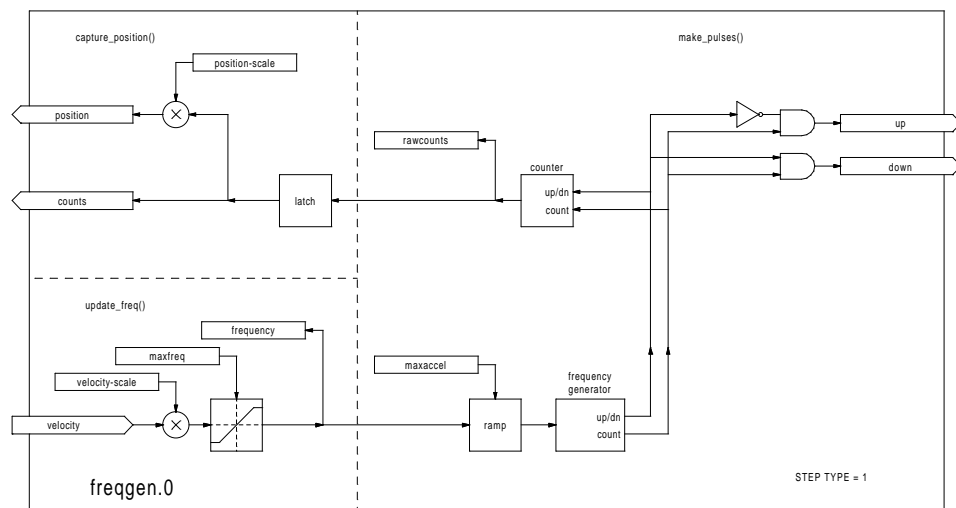 capture_position()
make_pulses()
position-scale
position
up
rawcounts
down
counter
up/dn
count
counts
latch
update_freq()
frequency
maxfreq
maxaccel
velocity-scale
frequency
generator
up/dn
count
velocity
ramp
freqgen.0
STEP TYPE = 1